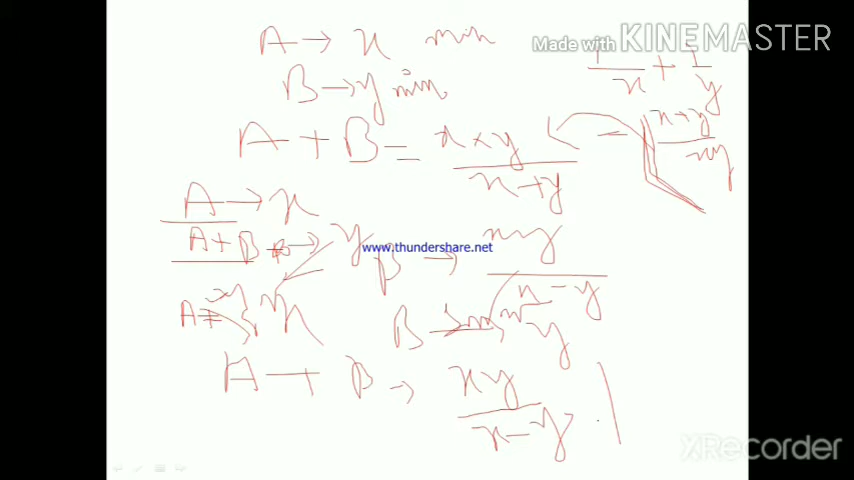 A → x min
Made with KINEMASTER
B → y min
1/x + 1/y
A + B = x × y / x + y
= x+y / xy
A → x
A + B → y
www.thundershare.net
B → xy / x - y
B →
y
A + B → xy / x - y
XRecorder